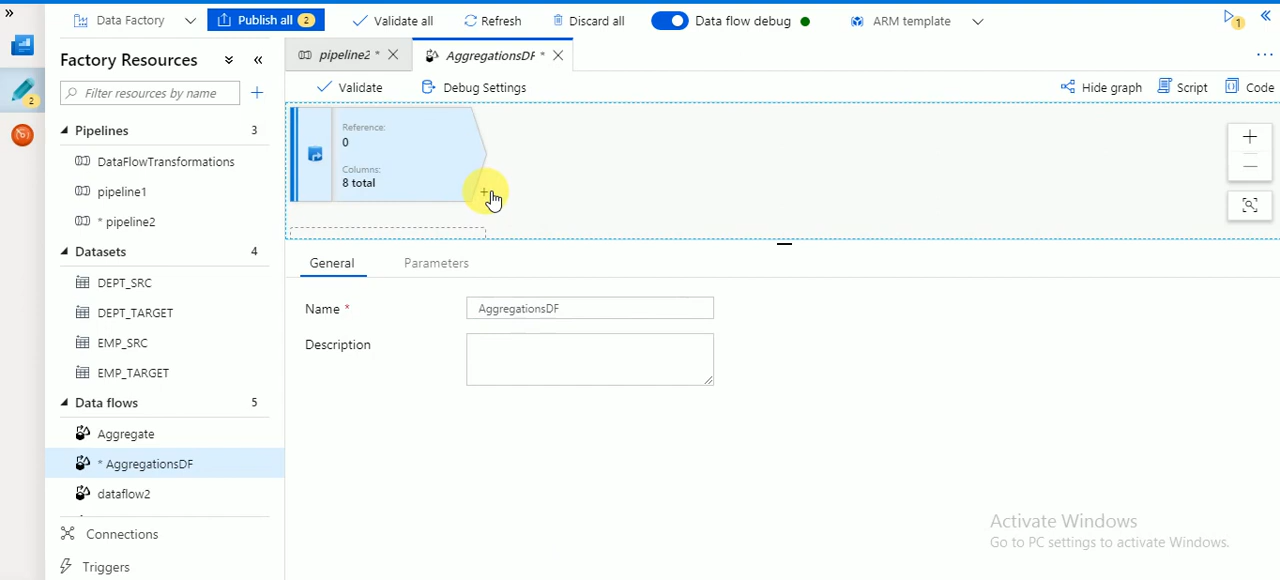 »
Data Factory
Publish all 2
Validate all
Refresh
Discard all
Data flow debug
ARM template
1
«
Factory Resources
«
pipeline2 *
AggregationsDF *
...
Filter resources by name
Validate
Debug Settings
Hide graph
Script
Code
2
Pipelines 3
DataFlowTransformations
pipeline1
* pipeline2
Datasets 4
DEPT_SRC
DEPT_TARGET
EMP_SRC
EMP_TARGET
Data flows 5
Aggregate
* AggregationsDF
dataflow2
Connections
Triggers
Reference:
0
Columns:
8 total
+
General
Parameters
Name *
AggregationsDF
Description
Activate Windows
Go to PC settings to activate Windows.